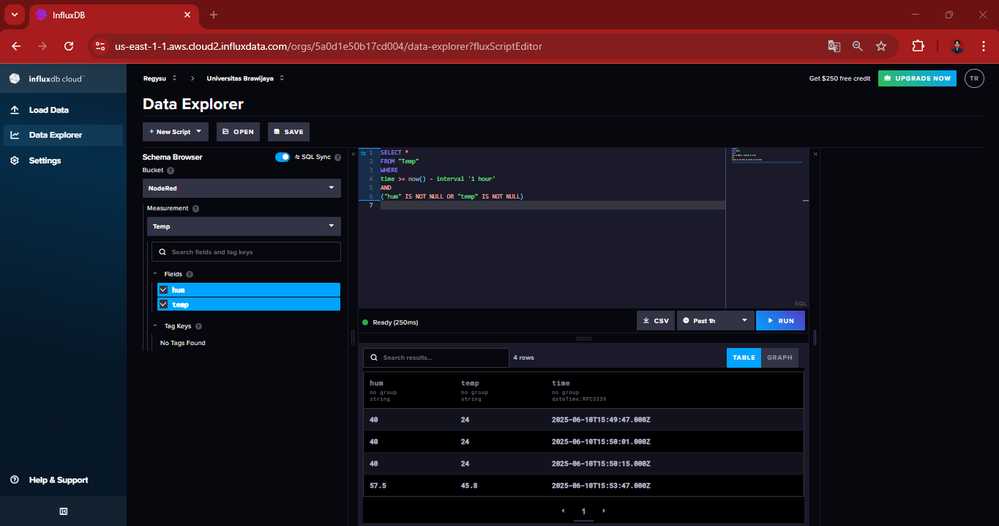 InfluxDB
us-east-1-1.aws.cloud2.influxdata.com/orgs/5a0d1e50b17cd004/data-explorer?fluxScriptEditor
influxdb cloud™
Regysu > Universitas Brawijaya
Get $250 free credit
UPGRADE NOW
TR
Load Data
Data Explorer
Settings
Help & Support
Data Explorer
+ New Script
OPEN
SAVE
Schema Browser
SQL Sync
Bucket
NodeRed
Measurement
Temp
Search fields and tag keys
Fields
hum
temp
Tag Keys
No Tags Found
1 SELECT *
2 FROM "Temp"
3 WHERE
4 time >= now() - interval '1 hour'
5 AND
6 ("hum" IS NOT NULL OR "temp" IS NOT NULL)
7
SQL
Ready (250ms)
CSV
Past 1h
RUN
Search results...
4 rows
TABLE
GRAPH
hum temp time
no group no group no group
string string dateTime:RFC3339
40 24 2025-06-10T15:49:47.000Z
40 24 2025-06-10T15:50:01.000Z
40 24 2025-06-10T15:50:15.000Z
57.5 45.8 2025-06-10T15:53:47.000Z
1